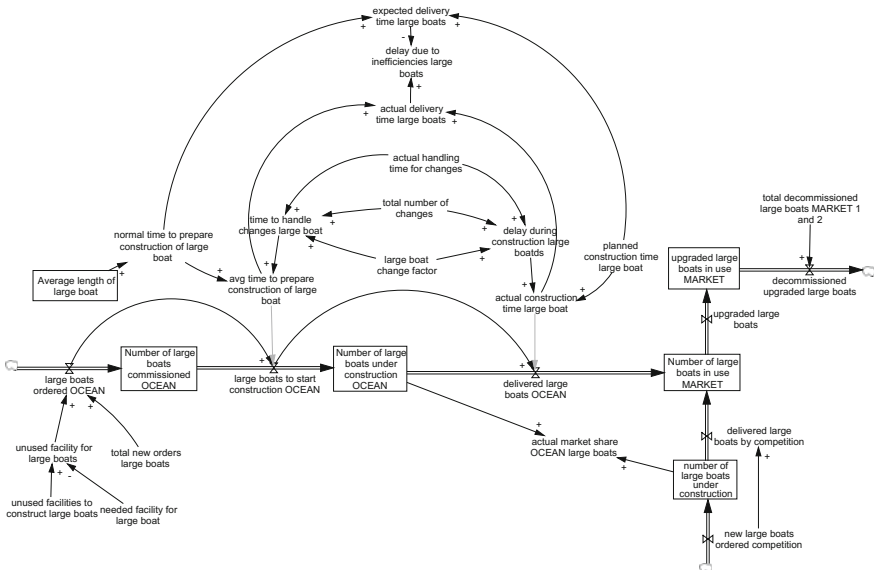 expected delivery
time large boats
+
+
-
delay due to
inefficiencies large
boats
+
actual delivery
time large boats
+
+
actual handling
time for changes
+
+
total number of
changes
time to handle
changes large boat
+
+
+
delay during
construction large
boatds
+
large boat
change factor
+
normal time to prepare
construction of large
boat
planned
construction time
large boat
total decommissioned
large boats MARKET 1
and 2
+
Average length of
large boat
+
+
+
avg time to prepare
construction of large
boat
+
+
actual construction
time large boat
upgraded large
boats in use
MARKET
decommissioned
upgraded large boats
upgraded large
boats
large boats
ordered OCEAN
Number of large
boats
commissioned
OCEAN
+
large boats to start
construction OCEAN
Number of large
boats under
construction
OCEAN
+
delivered large
boats OCEAN
Number of large
boats in use
MARKET
+
+
unused facility for
large boats
total new orders
large boats
+
-
unused facilities to
construct large boats
needed facility for
large boat
+
actual market share
OCEAN large boats
+
delivered large
boats by competition
+
number of
large boats
under
construction
new large boats
ordered competition